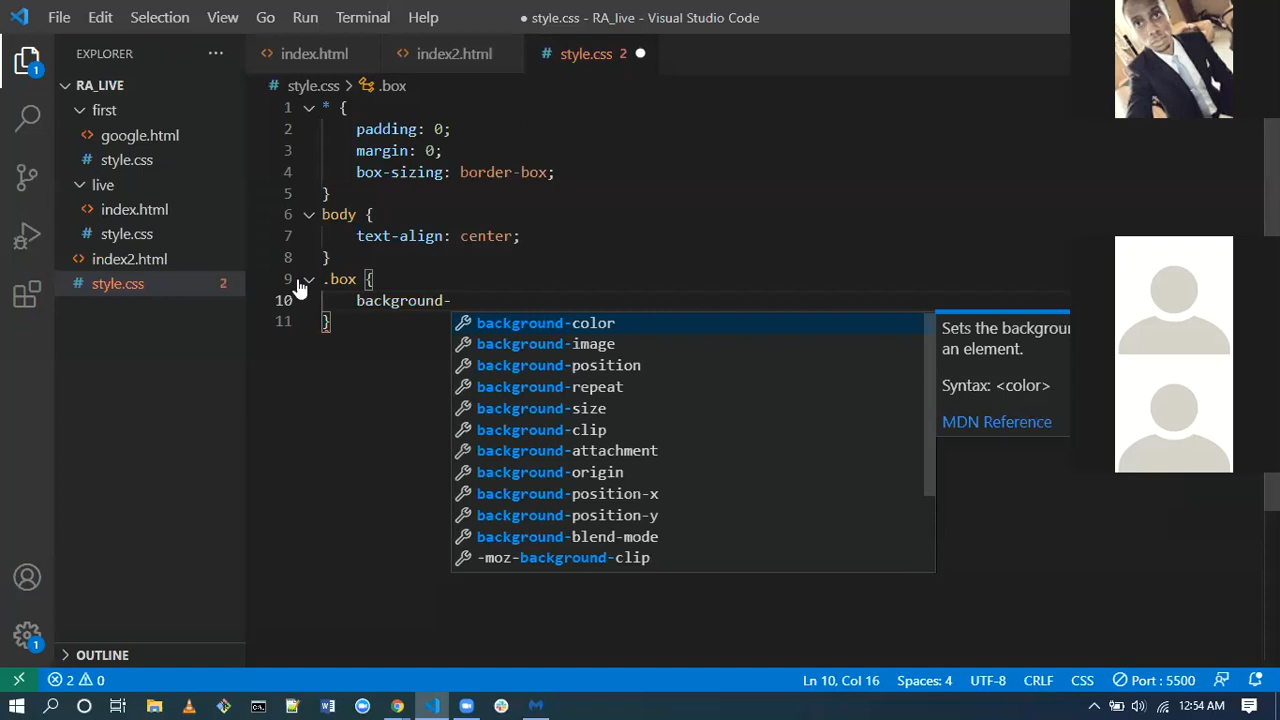 File Edit Selection View Go Run Terminal Help
● style.css - RA_live - Visual Studio Code
EXPLORER ···
index.html
index2.html
# style.css 2
1
RA_LIVE
# style.css > .box
first
<> google.html
# style.css
live
<> index.html
# style.css
<> index2.html
# style.css 2
1 * {
2 padding: 0;
3 margin: 0;
4 box-sizing: border-box;
5 }
6 body {
7 text-align: center;
8 }
9 .box {
10 background-
11 }
background-color
background-image
background-position
background-repeat
background-size
background-clip
background-attachment
background-origin
background-position-x
background-position-y
background-blend-mode
-moz-background-clip
Sets the backgroun
an element.
Syntax: <color>
MDN Reference
1
OUTLINE
2 0
Ln 10, Col 16 Spaces: 4 UTF-8 CRLF CSS Port : 5500
12:54 AM